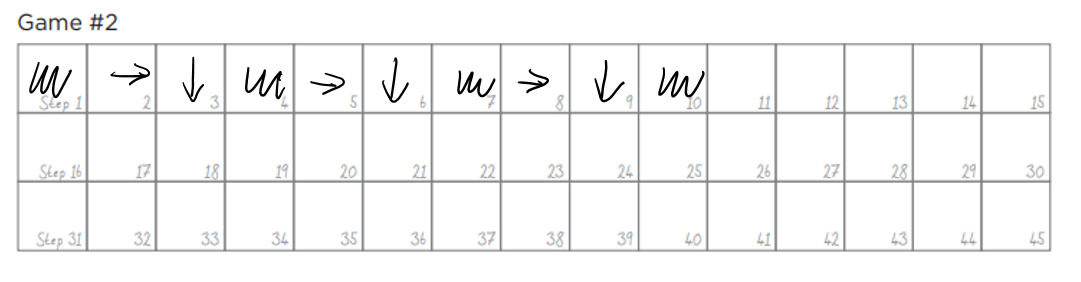 Game #2
Step 1 2 3 4 5 6 7 8 9 10 11 12 13 14 15
→ ↓ → ↓ → ↓
Step 16 17 18 19 20 21 22 23 24 25 26 27 28 29 30
Step 31 32 33 34 35 36 37 38 39 40 41 42 43 44 45